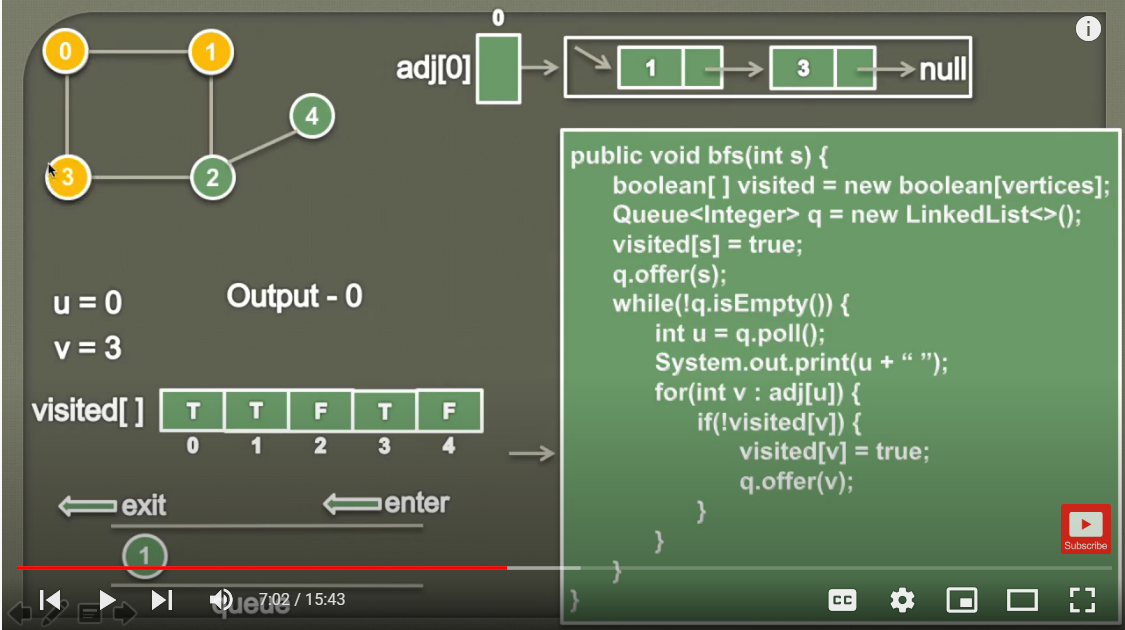 0
0 1
adj[0] 1 3 null
4
3 2
u = 0
Output - 0
v = 3
visited[ ] T T F T F
0 1 2 3 4
exit enter
1
queue
public void bfs(int s) {
boolean[ ] visited = new boolean[vertices];
Queue<Integer> q = new LinkedList<>();
visited[s] = true;
q.offer(s);
while(!q.isEmpty()) {
int u = q.poll();
System.out.print(u + “ ”);
for(int v : adj[u]) {
if(!visited[v]) {
visited[v] = true;
q.offer(v);
}
}
}
}
i
Subscribe
7:02 / 15:43
CC